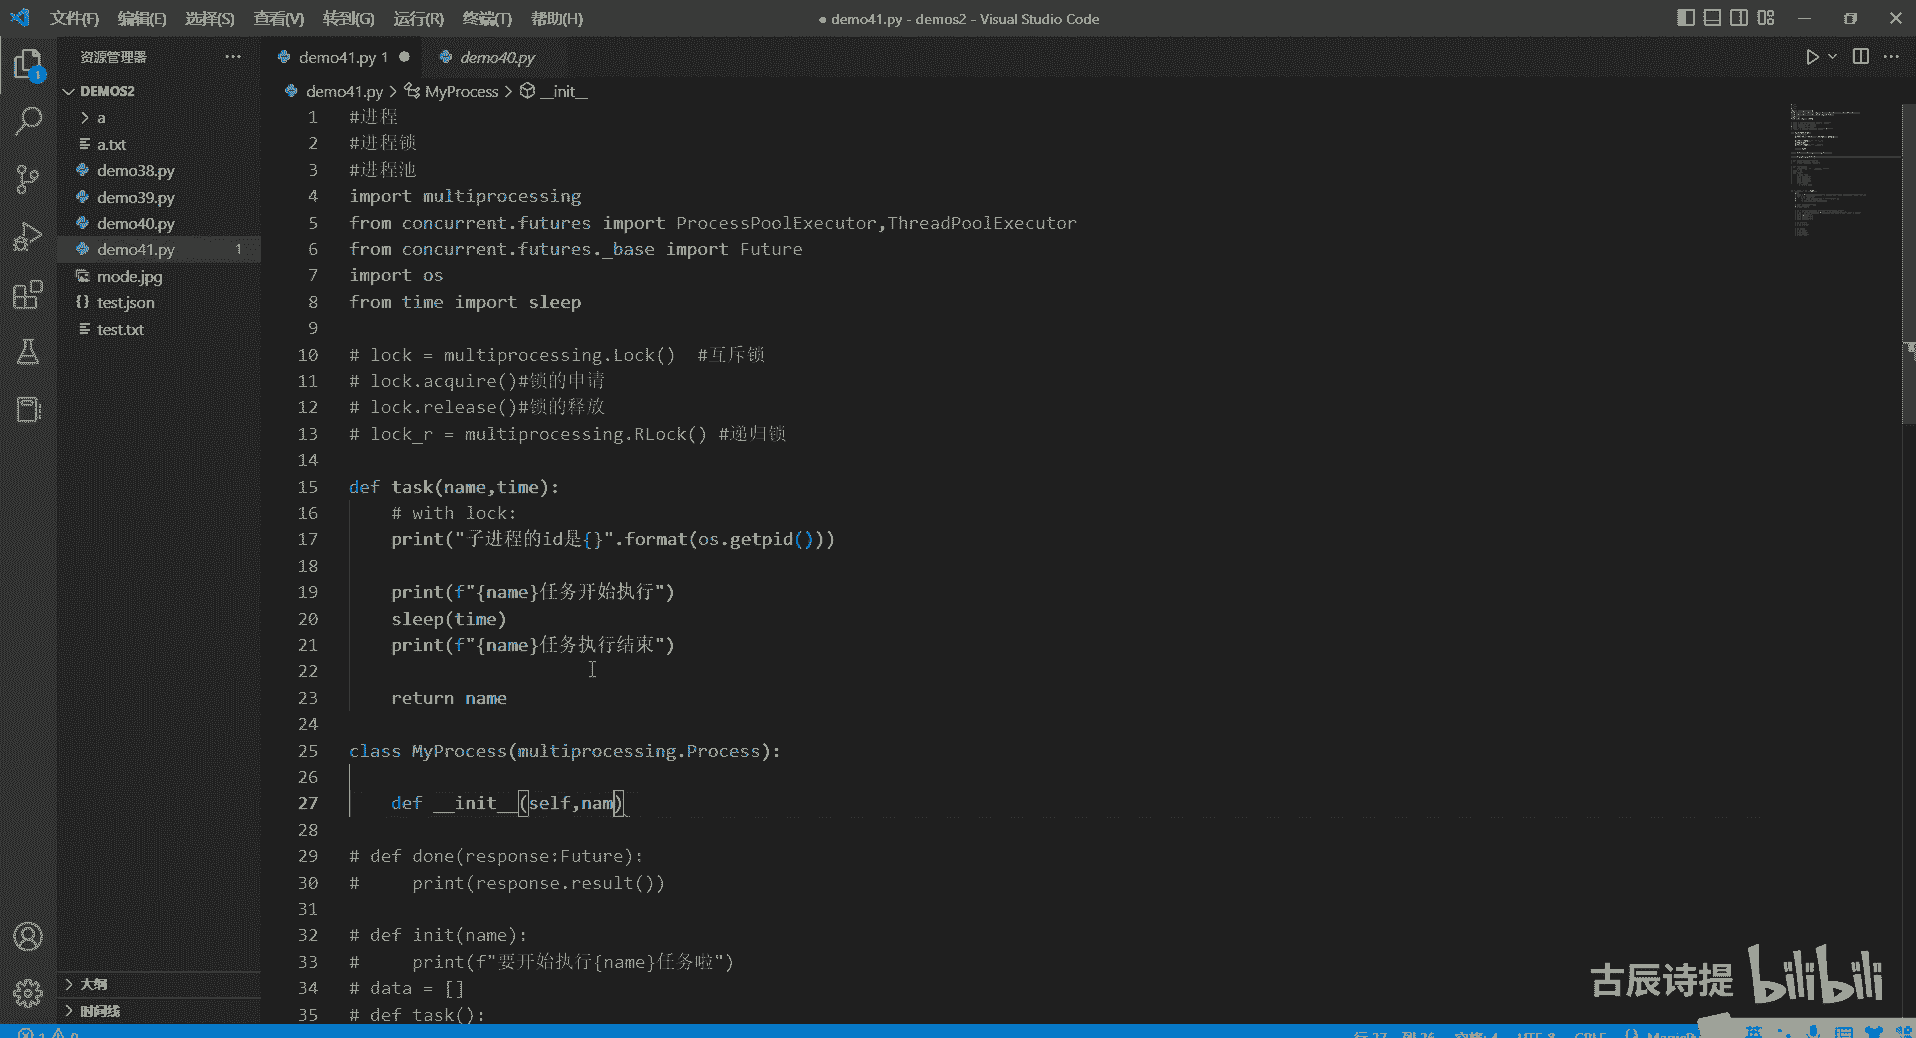 文件(F) 编辑(E) 选择(S) 查看(V) 转到(G) 运行(R) 终端(T) 帮助(H) ● demo41.py - demos2 - Visual Studio Code
资源管理器 ··· demo41.py 1 ● demo40.py
1
DEMOS2
a
a.txt
demo38.py
demo39.py
demo40.py
demo41.py 1
mode.jpg
{} test.json
test.txt
大纲
时间线
demo41.py > MyProcess > __init__
1 #进程
2 #进程锁
3 #进程池
4 import multiprocessing
5 from concurrent.futures import ProcessPoolExecutor,ThreadPoolExecutor
6 from concurrent.futures._base import Future
7 import os
8 from time import sleep
9
10 # lock = multiprocessing.Lock()  #互斥锁
11 # lock.acquire()#锁的申请
12 # lock.release()#锁的释放
13 # lock_r = multiprocessing.RLock() #递归锁
14
15 def task(name,time):
16     # with lock:
17     print("子进程的id是{}".format(os.getpid()))
18
19     print(f"{name}任务开始执行")
20     sleep(time)
21     print(f"{name}任务执行结束")
22
23     return name
24
25 class MyProcess(multiprocessing.Process):
26
27     def __init__(self,nam)
28
29 # def done(response:Future):
30 #     print(response.result())
31
32 # def init(name):
33 #     print(f"要开始执行{name}任务啦")
34 # data = []
35 # def task():
古辰诗提 bilibili
英